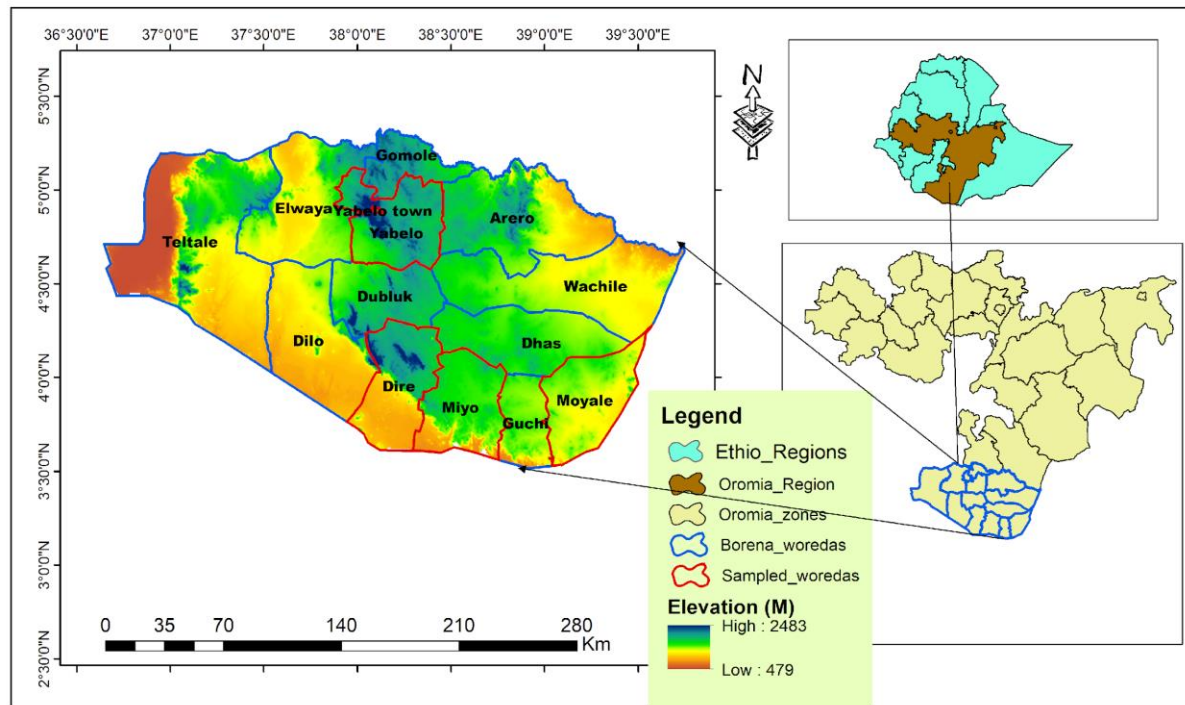 36°30'0"E 37°0'0"E 37°30'0"E 38°0'0"E 38°30'0"E 39°0'0"E 39°30'0"E
5°30'0"N
5°0'0"N
4°30'0"N
4°0'0"N
3°30'0"N
3°0'0"N
2°30'0"N
Gomole
Elwaya
Yabelo town
Yabelo
Arero
Teltale
Wachile
Dubluk
Dilo
Dhas
Dire
Miyo
Guchi
Moyale
0 35 70 140 210 280
Km
N
Legend
Ethio_Regions
Oromia_Region
Oromia_zones
Borena_woredas
Sampled_woredas
Elevation (M)
High : 2483
Low : 479